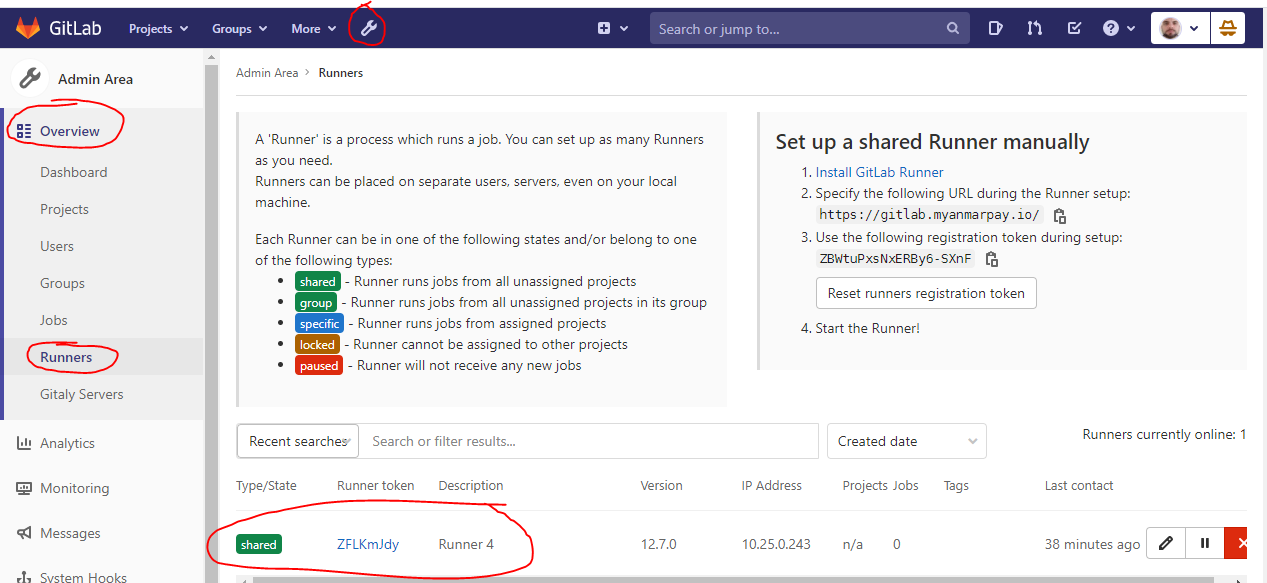 GitLab Projects Groups More Search or jump to...
Admin Area
Overview
Dashboard
Projects
Users
Groups
Jobs
Runners
Gitaly Servers
Analytics
Monitoring
Messages
System Hooks
Admin Area > Runners
A 'Runner' is a process which runs a job. You can set up as many Runners
as you need.
Runners can be placed on separate users, servers, even on your local
machine.
Each Runner can be in one of the following states and/or belong to one
of the following types:
• shared - Runner runs jobs from all unassigned projects
• group - Runner runs jobs from all unassigned projects in its group
• specific - Runner runs jobs from assigned projects
• locked - Runner cannot be assigned to other projects
• paused - Runner will not receive any new jobs
Set up a shared Runner manually
1. Install GitLab Runner
2. Specify the following URL during the Runner setup:
https://gitlab.myanmarpay.io/
3. Use the following registration token during setup:
ZBWtuPxsNxERBy6-SXnF
Reset runners registration token
4. Start the Runner!
Recent searches Search or filter results... Created date Runners currently online: 1
Type/State Runner token Description Version IP Address Projects Jobs Tags Last contact
shared ZFLKmJdy Runner 4 12.7.0 10.25.0.243 n/a 0 38 minutes ago